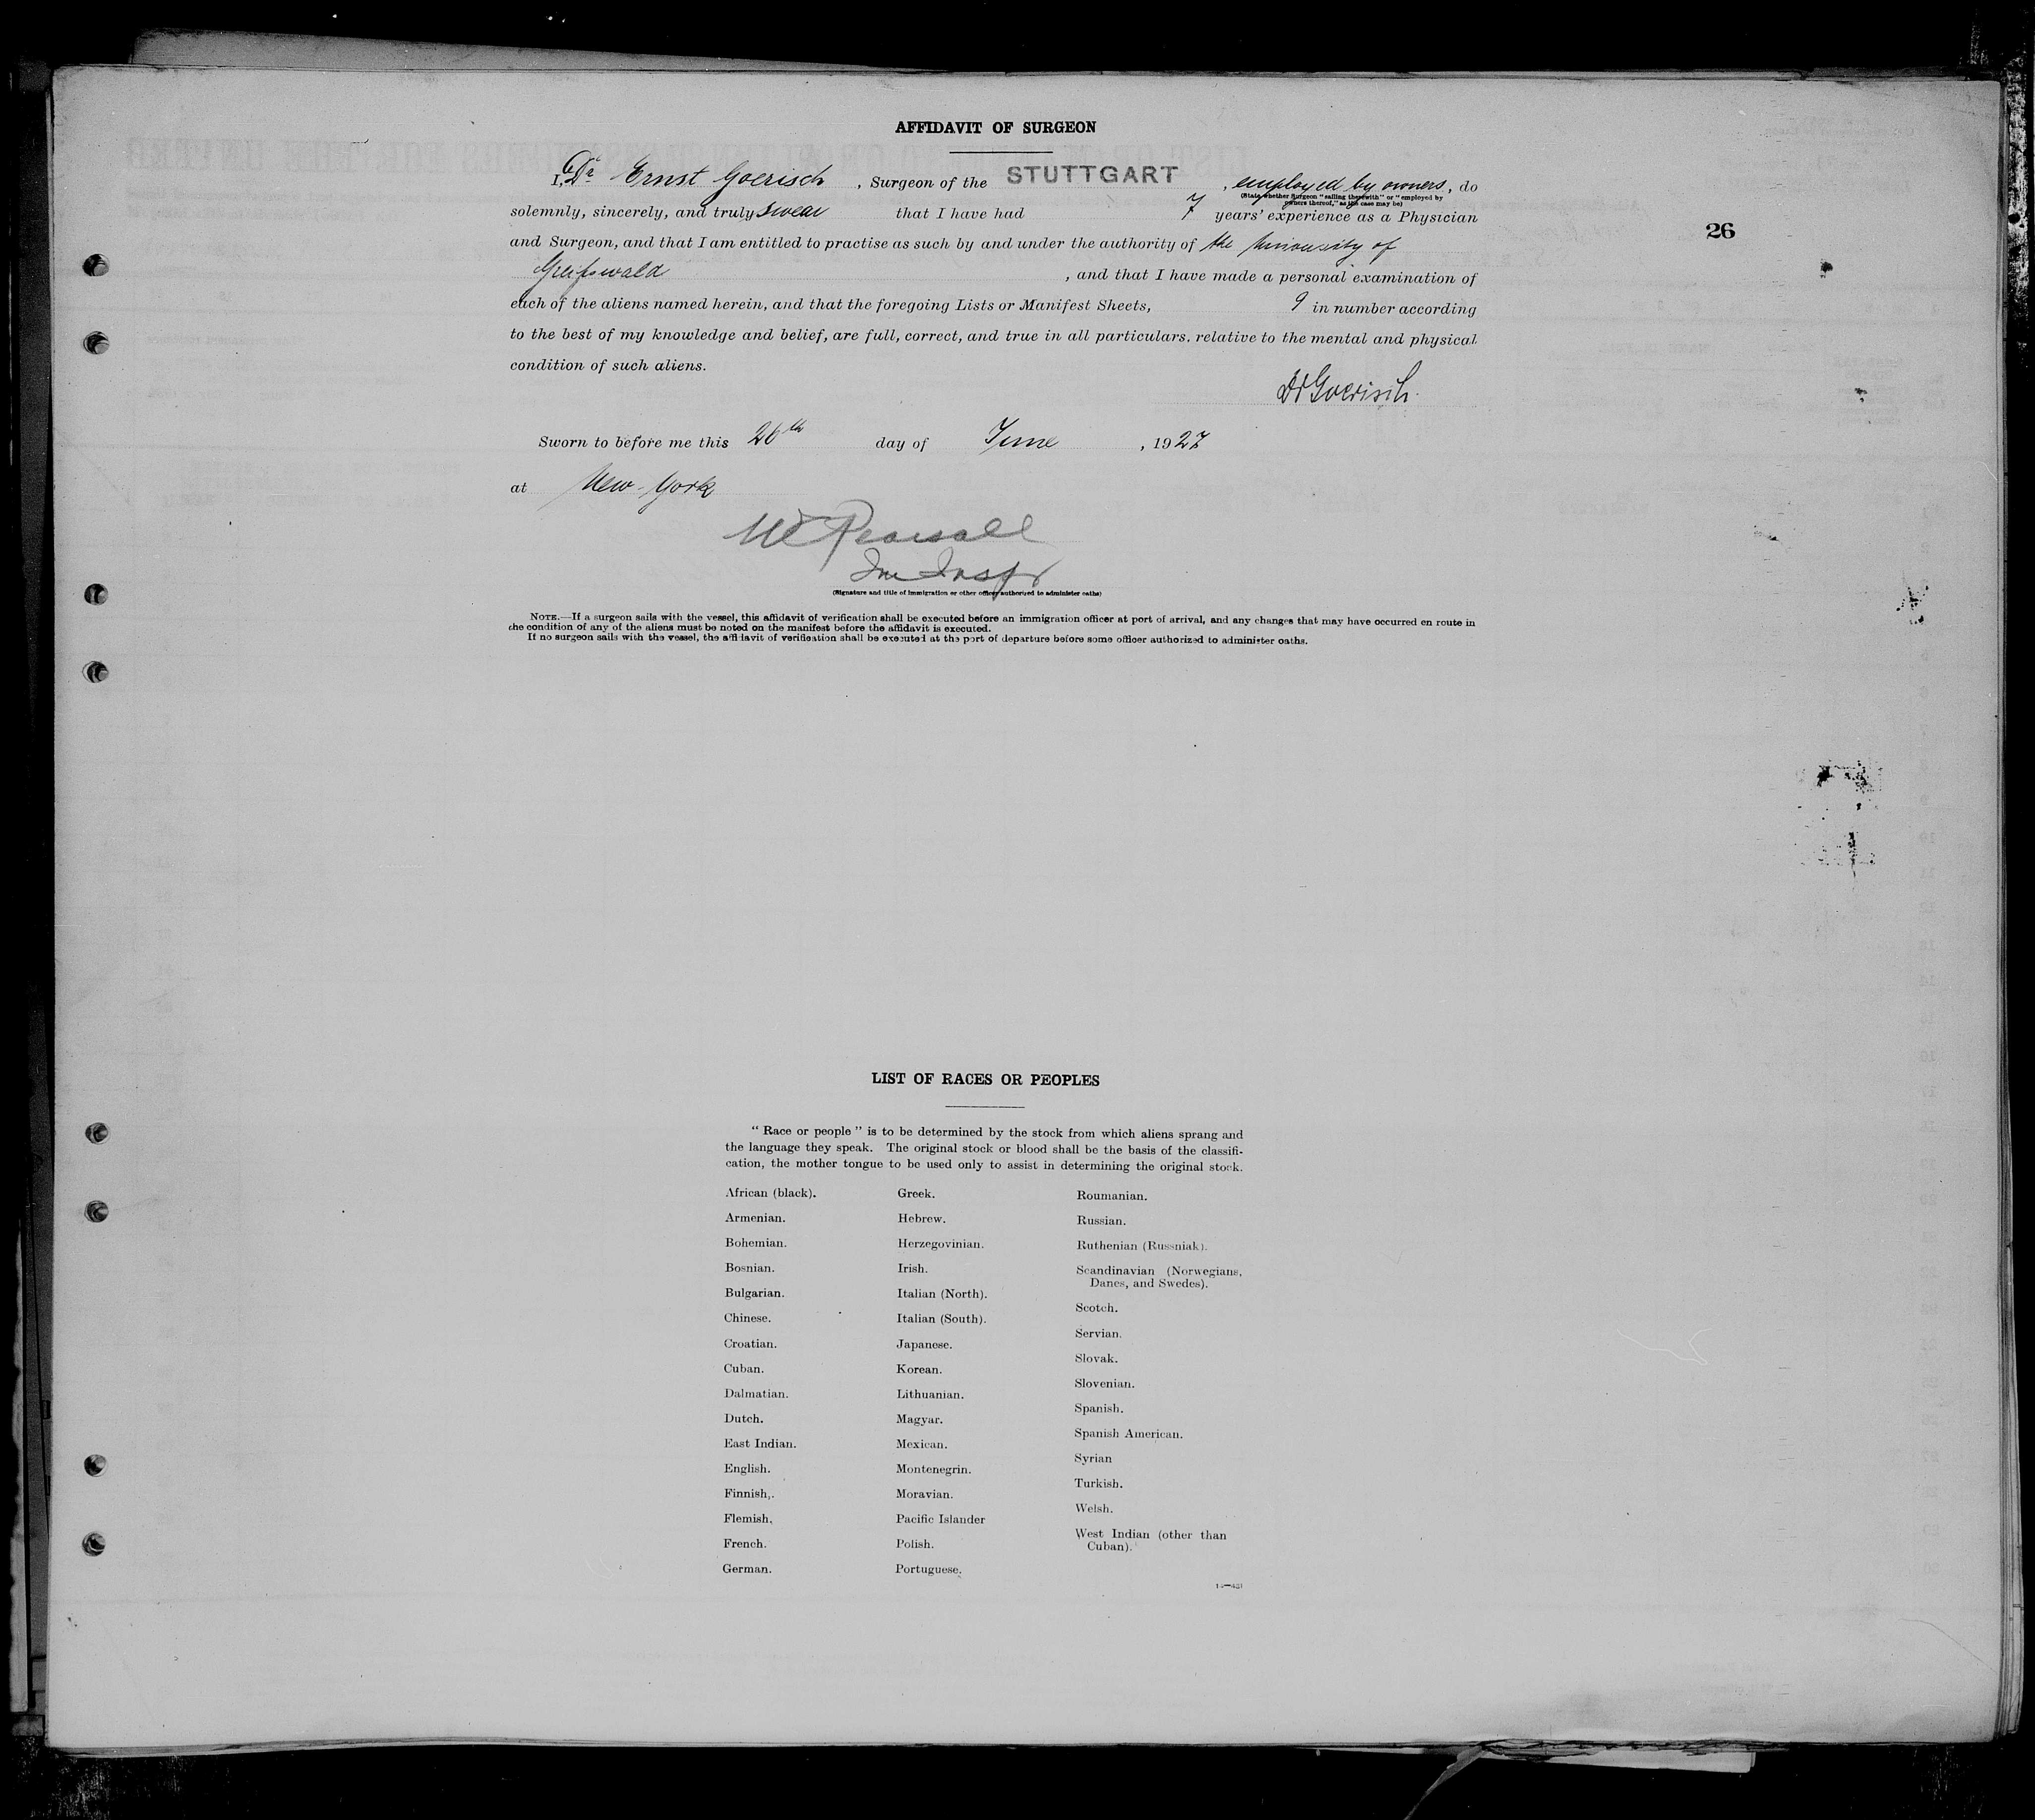 AFFIDAVIT OF SURGEON
I, Dr Ernst Goerisch, Surgeon of the STUTTGART, employed by owners, do
(State whether Surgeon "sailing therewith" or "employed by
owners thereof," as the case may be)
solemnly, sincerely, and truly swear that I have had 7 years' experience as a Physician
26
and Surgeon, and that I am entitled to practise as such by and under the authority of the University of
Greifswald, and that I have made a personal examination of
each of the aliens named herein, and that the foregoing Lists or Manifest Sheets, 9 in number according
to the best of my knowledge and belief, are full, correct, and true in all particulars, relative to the mental and physical
condition of such aliens.
Dr Goerisch.
Sworn to before me this 20th day of June, 1927
at New-York
Pearsall
Im Inspr
(Signature and title of immigration or other officer authorized to administer oaths)
NOTE.—If a surgeon sails with the vessel, this affidavit of verification shall be executed before an immigration officer at port of arrival, and any changes that may have occurred en route in
the condition of any of the aliens must be noted on the manifest before the affidavit is executed.
If no surgeon sails with the vessel, the affidavit of verification shall be executed at the port of departure before some officer authorized to administer oaths.
LIST OF RACES OR PEOPLES
"Race or people" is to be determined by the stock from which aliens sprang and
the language they speak. The original stock or blood shall be the basis of the classifi-
cation, the mother tongue to be used only to assist in determining the original stock.
African (black).
Armenian.
Bohemian.
Bosnian.
Bulgarian.
Chinese.
Croatian.
Cuban.
Dalmatian.
Dutch.
East Indian.
English.
Finnish,.
Flemish.
French.
German.
Greek.
Hebrew.
Herzegovinian.
Irish.
Italian (North).
Italian (South).
Japanese.
Korean.
Lithuanian.
Magyar.
Mexican.
Montenegrin.
Moravian.
Pacific Islander
Polish.
Portuguese.
Roumanian.
Russian.
Ruthenian (Russniak).
Scandinavian (Norwegians,
Danes, and Swedes).
Scotch.
Servian.
Slovak.
Slovenian.
Spanish.
Spanish American.
Syrian
Turkish.
Welsh.
West Indian (other than
Cuban).